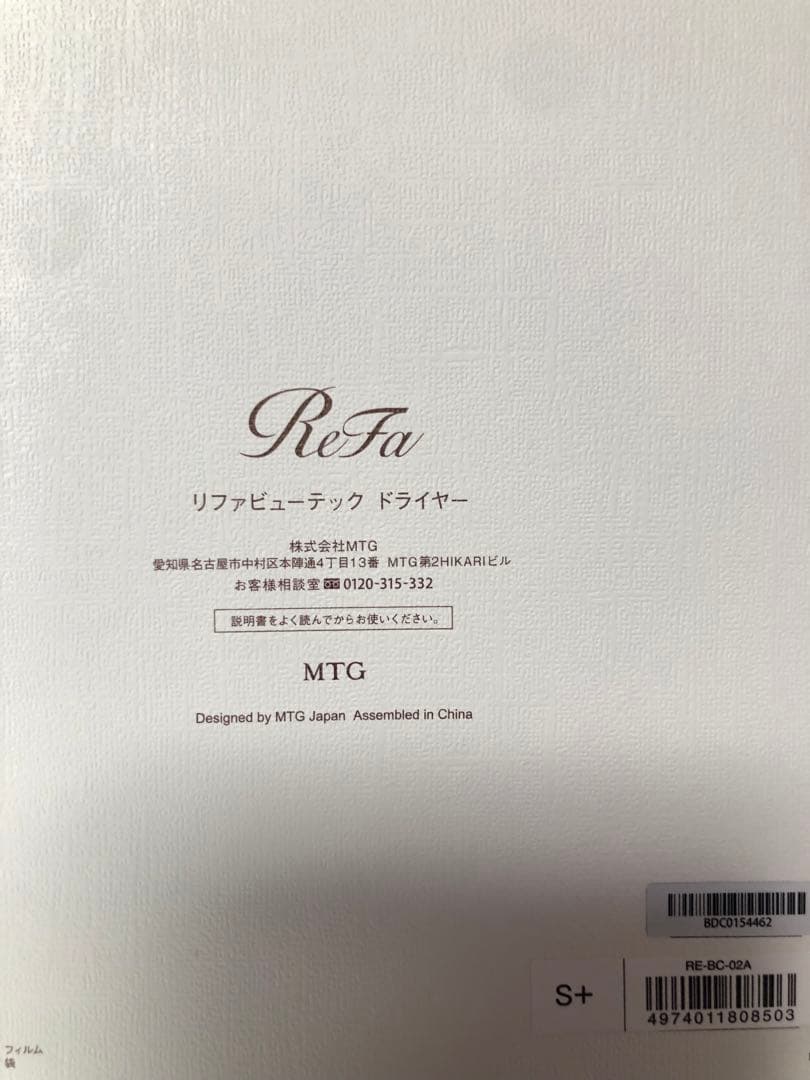 ReFa
リファビューテック ドライヤー
株式会社MTG
愛知県名古屋市中村区本陣通4丁目13番 MTG第2HIKARIビル
お客様相談室 0120-315-332
説明書をよく読んでからお使いください。
MTG
Designed by MTG Japan Assembled in China
BDC0154462
RE-BC-02A
S+
4974011808503
フィルム
袋